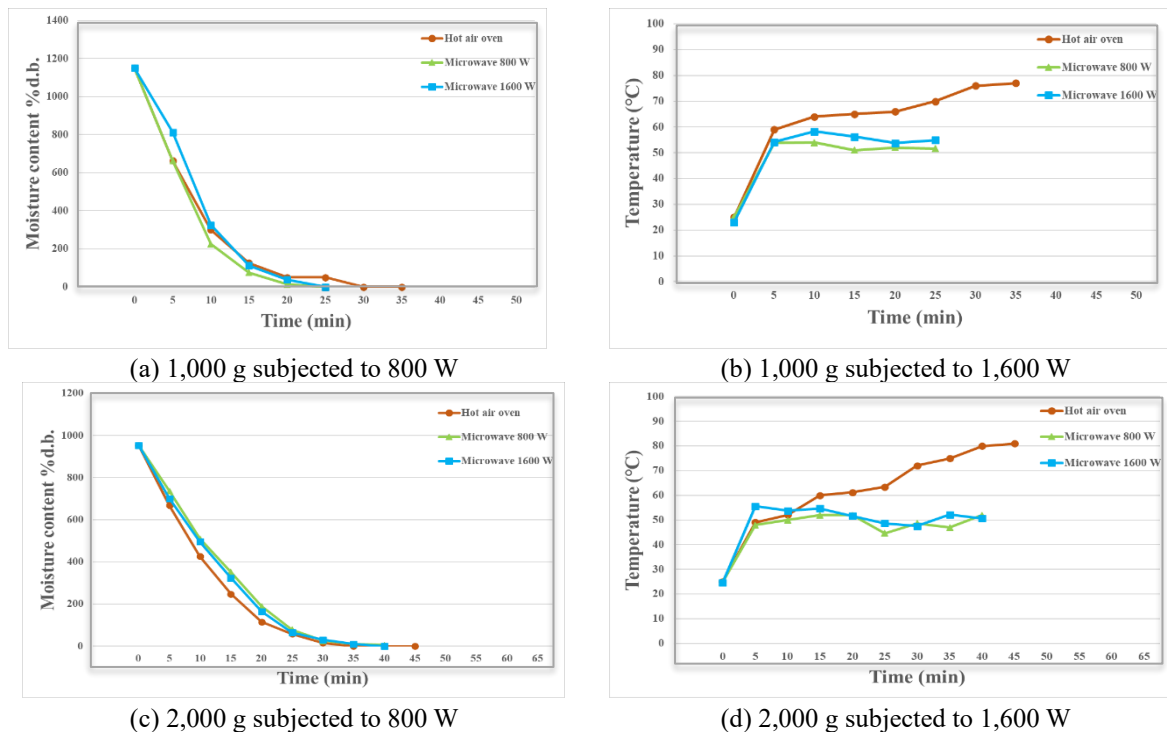 1400
1200
1000
800
600
400
200
0
Moisture content %d.b.
Hot air oven
Microwave 800 W
Microwave 1600 W
0 5 10 15 20 25 30 35 40 45 50
Time (min)
(a) 1,000 g subjected to 800 W
100
90
80
70
60
50
40
30
20
10
0
Temperature (°C)
Hot air oven
Microwave 800 W
Microwave 1600 W
0 5 10 15 20 25 30 35 40 45 50
Time (min)
(b) 1,000 g subjected to 1,600 W
1200
1000
800
600
400
200
0
Moisture content %d.b.
Hot air oven
Microwave 800 W
Microwave 1600 W
0 5 10 15 20 25 30 35 40 45 50 55 60 65
Time (min)
(c) 2,000 g subjected to 800 W
100
90
80
70
60
50
40
30
20
10
0
Temperature (°C)
Hot air oven
Microwave 800 W
Microwave 1600 W
0 5 10 15 20 25 30 35 40 45 50 55 60 65
Time (min)
(d) 2,000 g subjected to 1,600 W